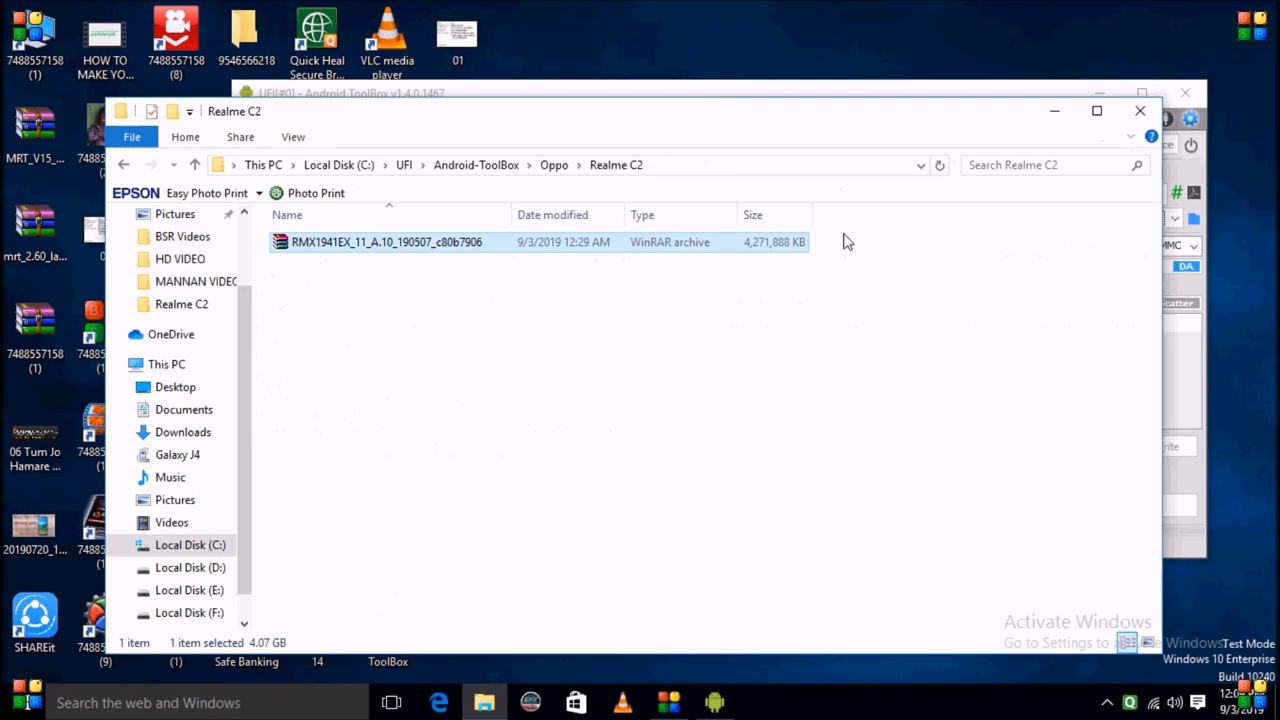 7488557158
(1)
HOW TO
MAKE YO...
7488557158
(8)
9546566218
Quick Heal
Secure Br...
VLC media
player
01
UFI[#01] - Android ToolBox v1.4.0.1467
Realme C2
File
Home
Share
View
This PC
Local Disk (C:)
UFI
Android-ToolBox
Oppo
Realme C2
Search Realme C2
EPSON
Easy Photo Print
Photo Print
Name
Date modified
Type
Size
RMX1941EX_11_A.10_190507_c80b7906
9/3/2019 12:29 AM
WinRAR archive
4,271,888 KB
Pictures
BSR Videos
HD VIDEO
MANNAN VIDEO
Realme C2
OneDrive
This PC
Desktop
Documents
Downloads
Galaxy J4
Music
Pictures
Videos
Local Disk (C:)
Local Disk (D:)
Local Disk (E:)
Local Disk (F:)
1 item
1 item selected
4.07 GB
MRT_V15_...
mrt_2.60_la...
7488557158
(1)
06 Tum Jo
Hamare ...
20190720_1...
SHAREit
(9)
(1)
Safe Banking
14
ToolBox
DA
Scatter
Activate Windows
Go to Settings to activate Windows.
Test Mode
Windows 10 Enterprise
Build 10240
Search the web and Windows
9/3/2019